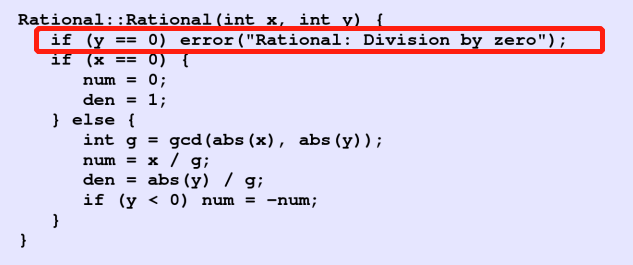 Rational::Rational(int x, int y) {
if (y == 0) error("Rational: Division by zero");
if (x == 0) {
num = 0;
den = 1;
} else {
int g = gcd(abs(x), abs(y));
num = x / g;
den = abs(y) / g;
if (y < 0) num = -num;
}
}